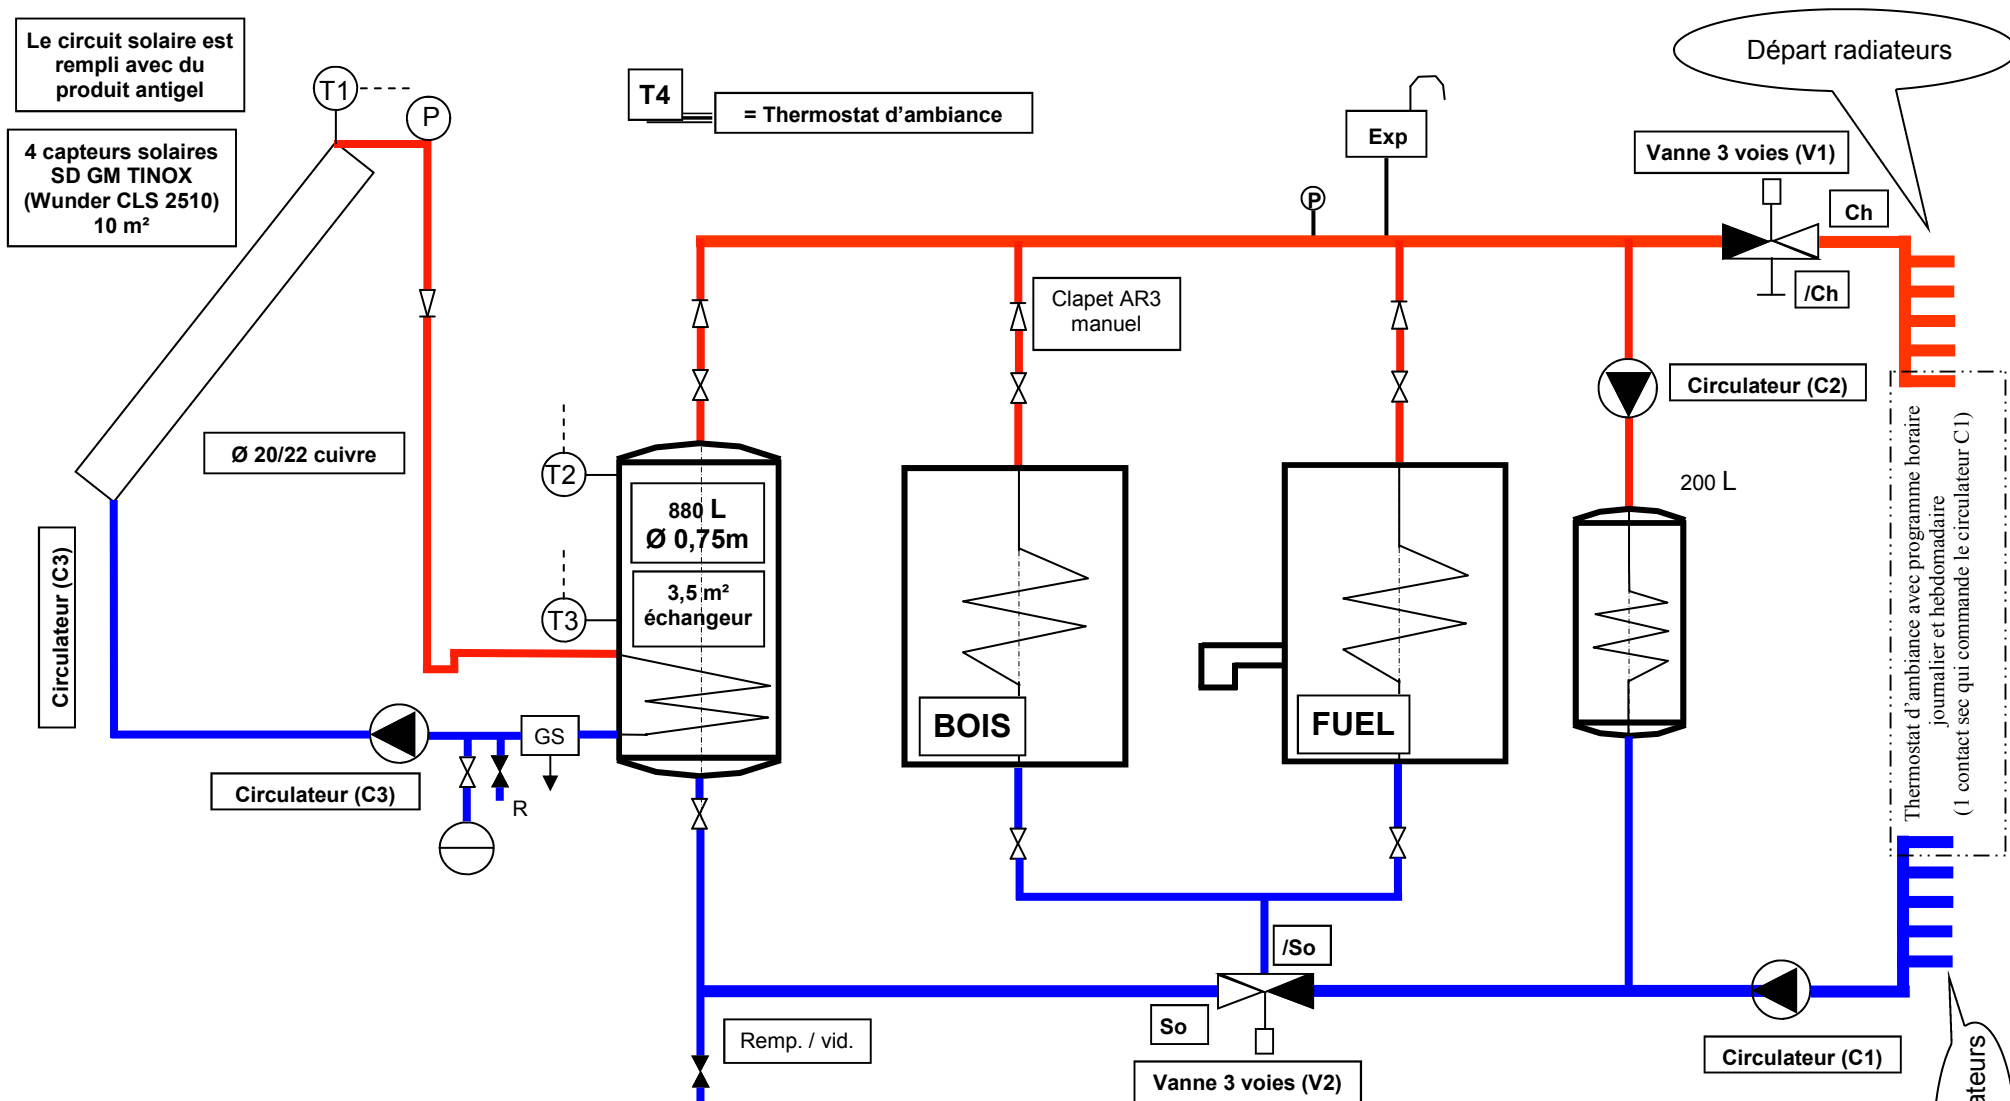 Le circuit solaire est
rempli avec du
produit antigel
4 capteurs solaires
SD GM TINOX
(Wunder CLS 2510)
10 m²
T1
P
T4
= Thermostat d'ambiance
Exp
P
Départ radiateurs
Vanne 3 voies (V1)
Ch
/Ch
Clapet AR3
manuel
Circulateur (C2)
Ø 20/22 cuivre
T2
880 L
Ø 0,75m
3,5 m²
échangeur
T3
200 L
Circulateur (C3)
Thermostat d'ambiance avec programme horaire
journalier et hebdomadaire
(1 contact sec qui commande le circulateur C1)
BOIS
FUEL
GS
R
Circulateur (C3)
/So
So
Remp. / vid.
Vanne 3 voies (V2)
Circulateur (C1)